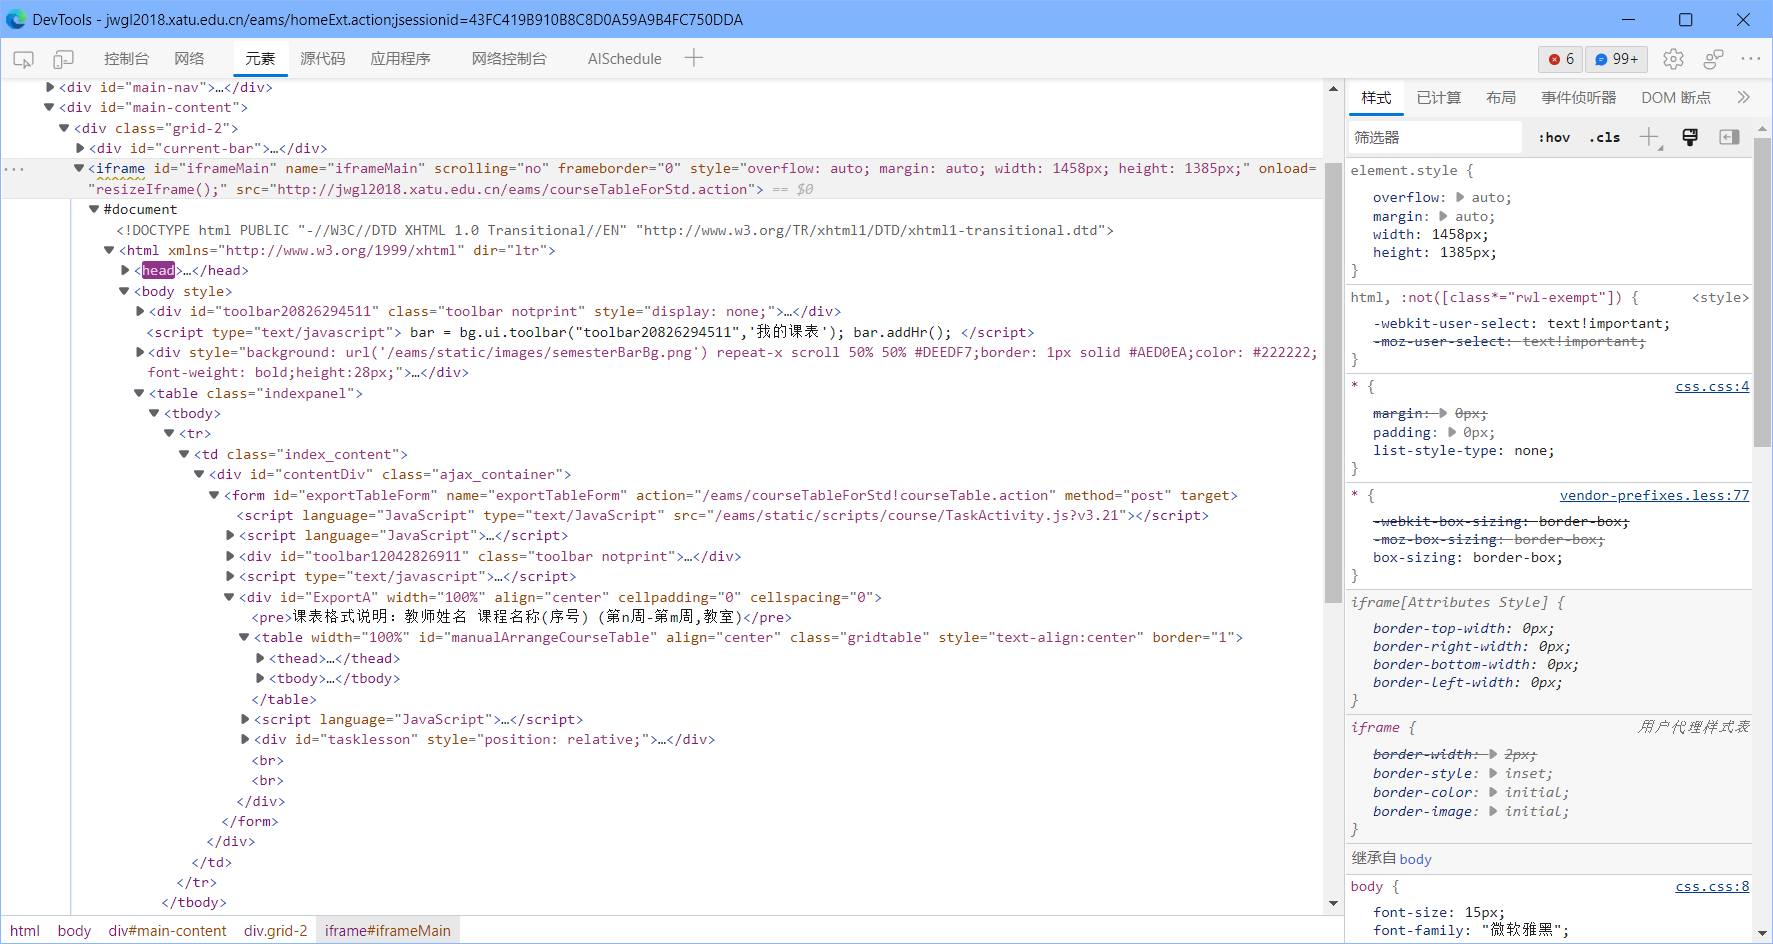 DevTools - jwgl2018.xatu.edu.cn/eams/homeExt.action;jsessionid=43FC419B910B8C8D0A59A9B4FC750DDA
控制台 网络 元素 源代码 应用程序 网络控制台 AISchedule
6 99+
<div id="main-nav">…</div>
<div id="main-content">
<div class="grid-2">
<div id="current-bar">…</div>
<iframe id="iframeMain" name="iframeMain" scrolling="no" frameborder="0" style="overflow: auto; margin: auto; width: 1458px; height: 1385px;" onload=
"resizeIframe();" src="http://jwgl2018.xatu.edu.cn/eams/courseTableForStd.action"> == $0
#document
<!DOCTYPE html PUBLIC "-//W3C//DTD XHTML 1.0 Transitional//EN" "http://www.w3.org/TR/xhtml1/DTD/xhtml1-transitional.dtd">
<html xmlns="http://www.w3.org/1999/xhtml" dir="ltr">
<head>…</head>
<body style>
<div id="toolbar20826294511" class="toolbar notprint" style="display: none;">…</div>
<script type="text/javascript"> bar = bg.ui.toolbar("toolbar20826294511",'我的课表'); bar.addHr(); </script>
<div style="background: url('/eams/static/images/semesterBarBg.png') repeat-x scroll 50% 50% #DEEDF7;border: 1px solid #AED0EA;color: #222222;
font-weight: bold;height:28px;">…</div>
<table class="indexpanel">
<tbody>
<tr>
<td class="index_content">
<div id="contentDiv" class="ajax_container">
<form id="exportTableForm" name="exportTableForm" action="/eams/courseTableForStd!courseTable.action" method="post" target>
<script language="JavaScript" type="text/JavaScript" src="/eams/static/scripts/course/TaskActivity.js?v3.21"></script>
<script language="JavaScript">…</script>
<div id="toolbar12042826911" class="toolbar notprint">…</div>
<script type="text/javascript">…</script>
<div id="ExportA" width="100%" align="center" cellpadding="0" cellspacing="0">
<pre>课表格式说明：教师姓名 课程名称(序号) (第n周-第m周,教室)</pre>
<table width="100%" id="manualArrangeCourseTable" align="center" class="gridtable" style="text-align:center" border="1">
<thead>…</thead>
<tbody>…</tbody>
</table>
<script language="JavaScript">…</script>
<div id="tasklesson" style="position: relative;">…</div>
<br>
<br>
</div>
</form>
</div>
</td>
</tr>
</tbody>
html body div#main-content div.grid-2 iframe#iframeMain
样式 已计算 布局 事件侦听器 DOM 断点
筛选器 :hov .cls
element.style {
overflow: auto;
margin: auto;
width: 1458px;
height: 1385px;
}
html, :not([class*="rwl-exempt"]) { <style>
-webkit-user-select: text!important;
-moz-user-select: text!important;
}
* { css.css:4
margin: 0px;
padding: 0px;
list-style-type: none;
}
* { vendor-prefixes.less:77
-webkit-box-sizing: border-box;
-moz-box-sizing: border-box;
box-sizing: border-box;
}
iframe[Attributes Style] {
border-top-width: 0px;
border-right-width: 0px;
border-bottom-width: 0px;
border-left-width: 0px;
}
iframe { 用户代理样式表
border-width: 2px;
border-style: inset;
border-color: initial;
border-image: initial;
}
继承自 body
body { css.css:8
font-size: 15px;
font-family: "微软雅黑";